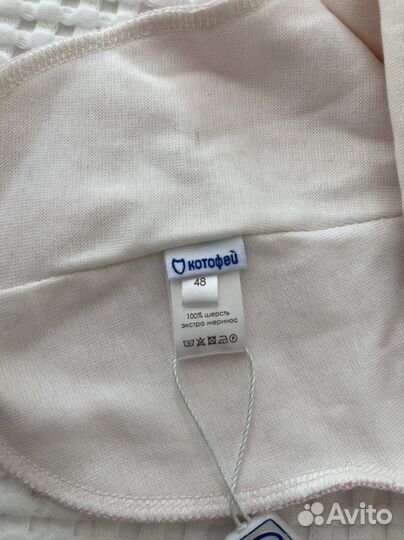 котофей
48
100% шерсть
экстра меринос
Avito